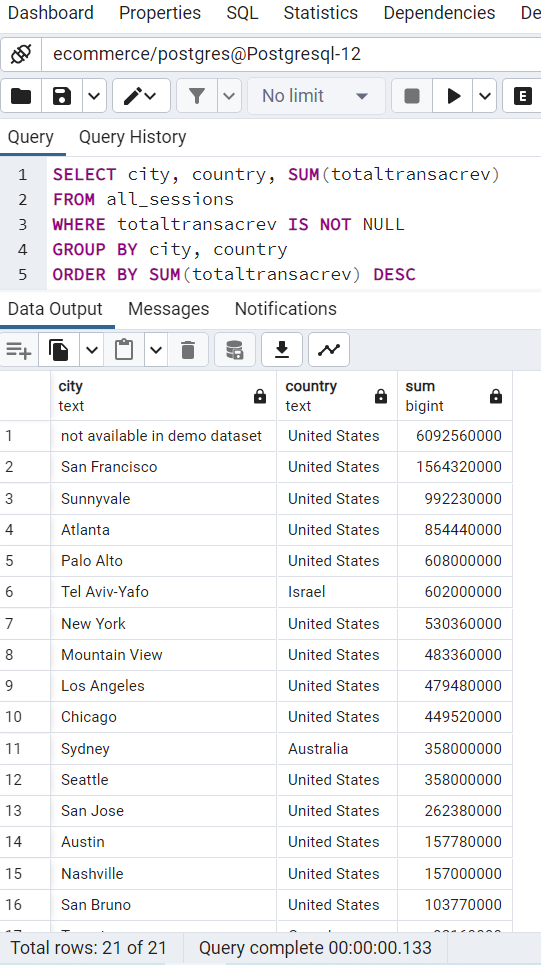 Dashboard Properties SQL Statistics Dependencies De
ecommerce/postgres@Postgresql-12
No limit E
Query Query History
1 SELECT city, country, SUM(totaltransacrev)
2 FROM all_sessions
3 WHERE totaltransacrev IS NOT NULL
4 GROUP BY city, country
5 ORDER BY SUM(totaltransacrev) DESC
Data Output Messages Notifications
city country sum
text text bigint
1 not available in demo dataset United States 6092560000
2 San Francisco United States 1564320000
3 Sunnyvale United States 992230000
4 Atlanta United States 854440000
5 Palo Alto United States 608000000
6 Tel Aviv-Yafo Israel 602000000
7 New York United States 530360000
8 Mountain View United States 483360000
9 Los Angeles United States 479480000
10 Chicago United States 449520000
11 Sydney Australia 358000000
12 Seattle United States 358000000
13 San Jose United States 262380000
14 Austin United States 157780000
15 Nashville United States 157000000
16 San Bruno United States 103770000
Total rows: 21 of 21 Query complete 00:00:00.133